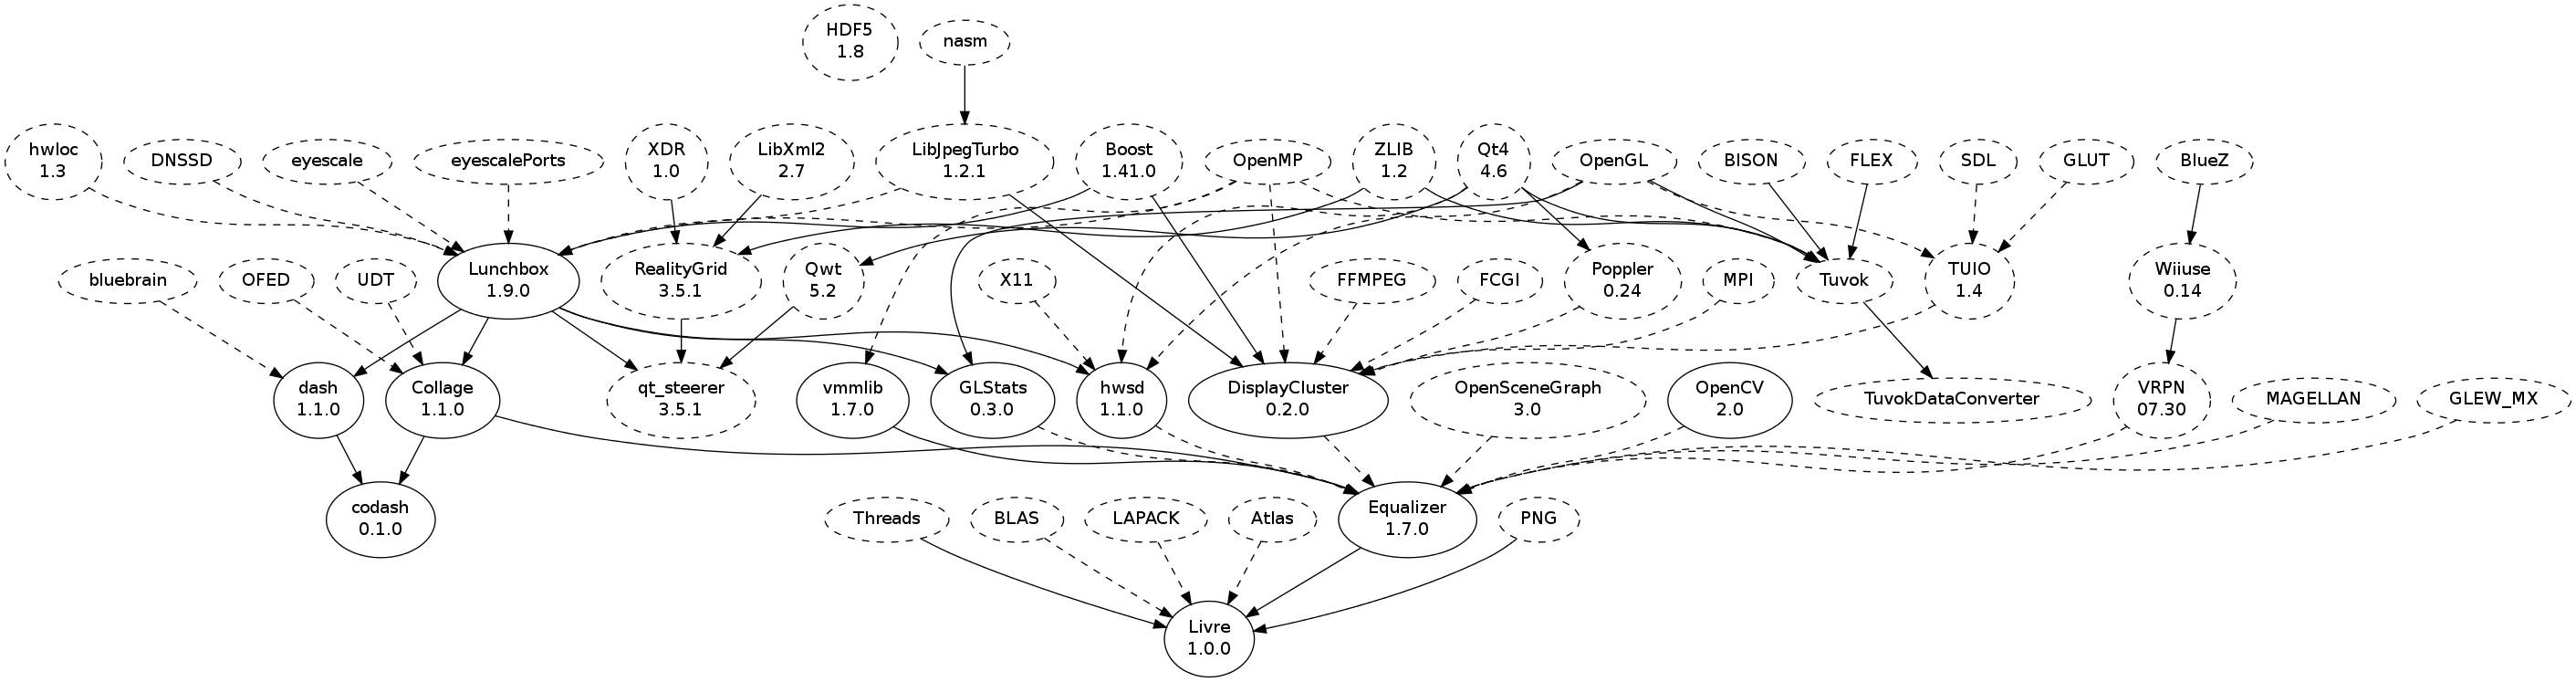 HDF5
1.8
nasm
hwloc
1.3
DNSSD
eyescale
eyescalePorts
XDR
1.0
LibXml2
2.7
LibJpegTurbo
1.2.1
Boost
1.41.0
OpenMP
ZLIB
1.2
Qt4
4.6
OpenGL
BISON
FLEX
SDL
GLUT
BlueZ
bluebrain
OFED
UDT
Lunchbox
1.9.0
RealityGrid
3.5.1
Qwt
5.2
X11
FFMPEG
FCGI
Poppler
0.24
MPI
Tuvok
TUIO
1.4
Wiiuse
0.14
dash
1.1.0
Collage
1.1.0
qt_steerer
3.5.1
vmmlib
1.7.0
GLStats
0.3.0
hwsd
1.1.0
DisplayCluster
0.2.0
OpenSceneGraph
3.0
OpenCV
2.0
TuvokDataConverter
VRPN
07.30
MAGELLAN
GLEW_MX
codash
0.1.0
Threads
BLAS
LAPACK
Atlas
Equalizer
1.7.0
PNG
Livre
1.0.0